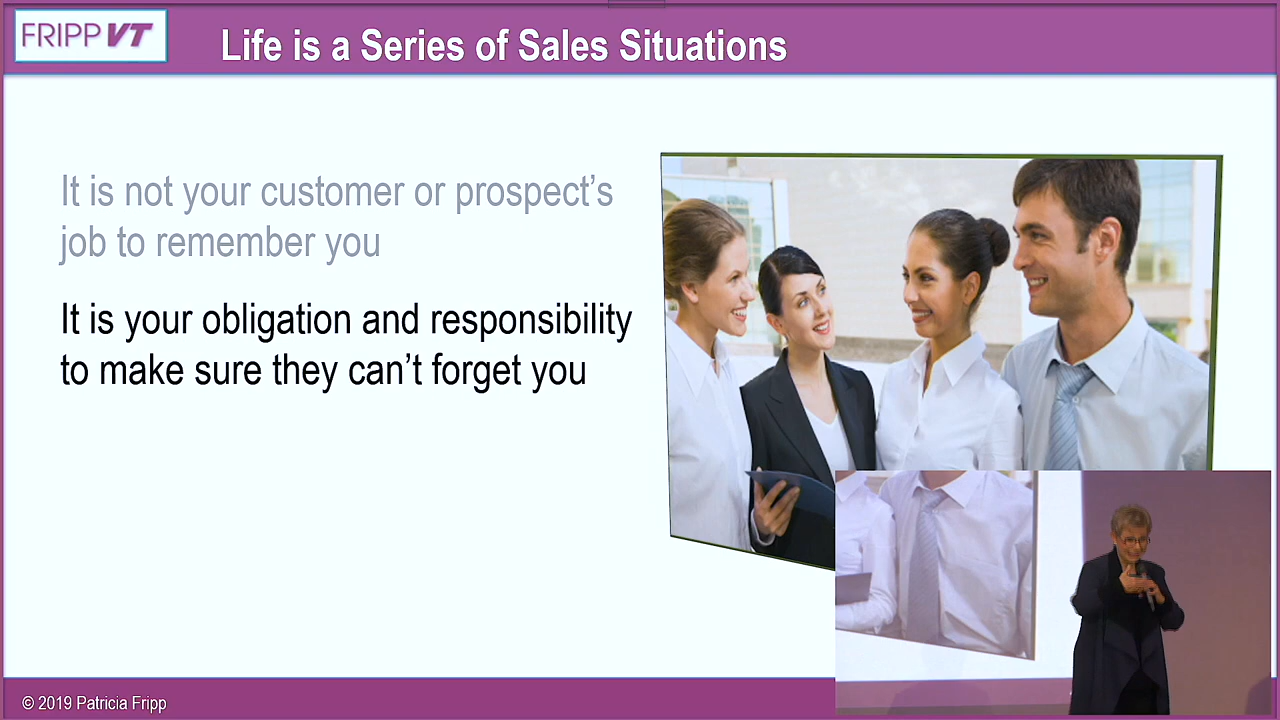 FRIPP VT
Life is a Series of Sales Situations
It is not your customer or prospect's
job to remember you
It is your obligation and responsibility
to make sure they can't forget you
© 2019 Patricia Fripp